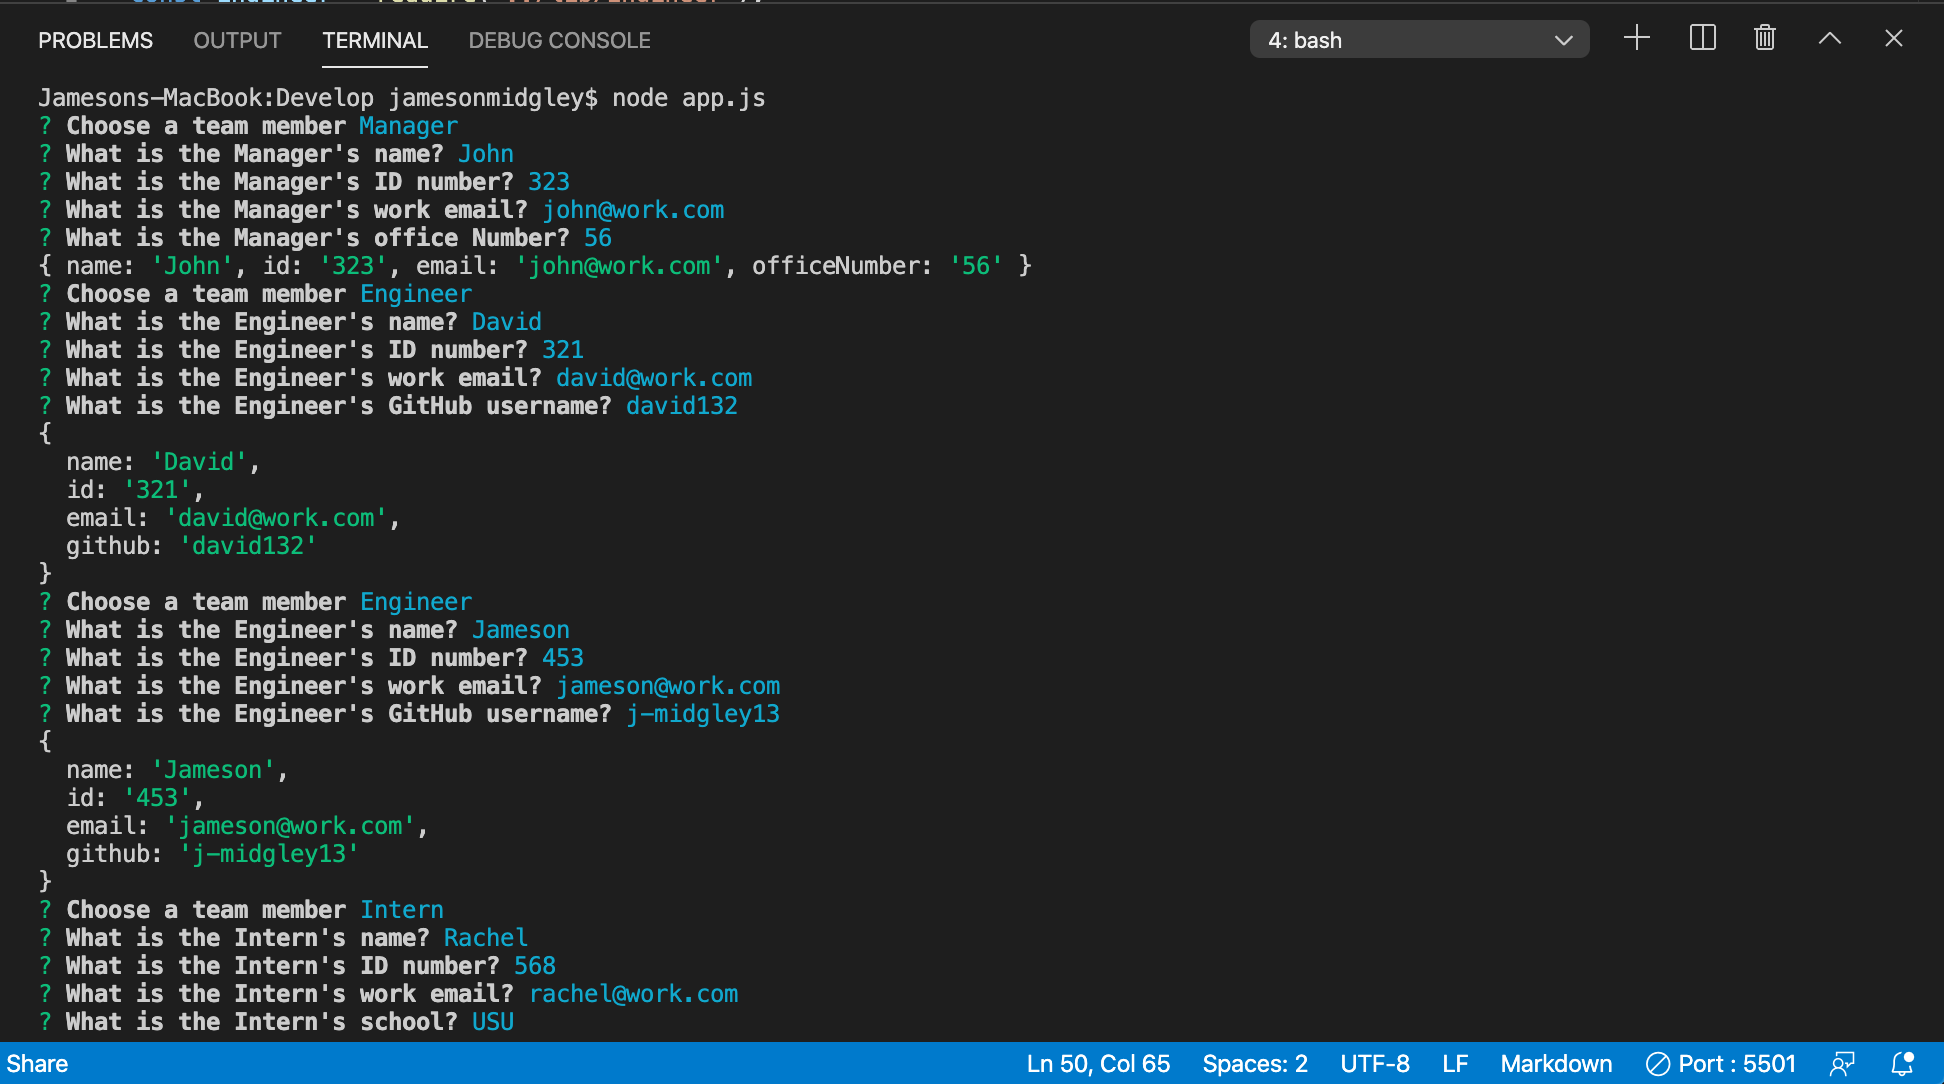 const Engineer = require("../lib/Engineer");
PROBLEMS OUTPUT TERMINAL DEBUG CONSOLE 4: bash
Jamesons-MacBook:Develop jamesonmidgley$ node app.js
? Choose a team member Manager
? What is the Manager's name? John
? What is the Manager's ID number? 323
? What is the Manager's work email? john@work.com
? What is the Manager's office Number? 56
{ name: 'John', id: '323', email: 'john@work.com', officeNumber: '56' }
? Choose a team member Engineer
? What is the Engineer's name? David
? What is the Engineer's ID number? 321
? What is the Engineer's work email? david@work.com
? What is the Engineer's GitHub username? david132
{
  name: 'David',
  id: '321',
  email: 'david@work.com',
  github: 'david132'
}
? Choose a team member Engineer
? What is the Engineer's name? Jameson
? What is the Engineer's ID number? 453
? What is the Engineer's work email? jameson@work.com
? What is the Engineer's GitHub username? j-midgley13
{
  name: 'Jameson',
  id: '453',
  email: 'jameson@work.com',
  github: 'j-midgley13'
}
? Choose a team member Intern
? What is the Intern's name? Rachel
? What is the Intern's ID number? 568
? What is the Intern's work email? rachel@work.com
? What is the Intern's school? USU
Share Ln 50, Col 65 Spaces: 2 UTF-8 LF Markdown Port : 5501